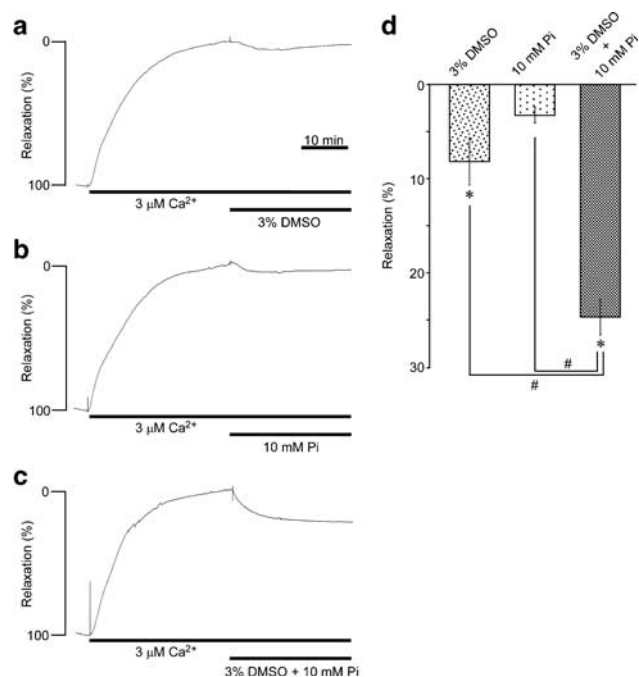 a
0
Relaxation (%)
10 min
100
3 μM Ca²⁺
3% DMSO
b
0
Relaxation (%)
100
3 μM Ca²⁺
10 mM Pi
c
0
Relaxation (%)
100
3 μM Ca²⁺
3% DMSO + 10 mM Pi
d
3% DMSO
10 mM Pi
3% DMSO
+
10 mM Pi
0
10
20
30
Relaxation (%)
*
*
#
#